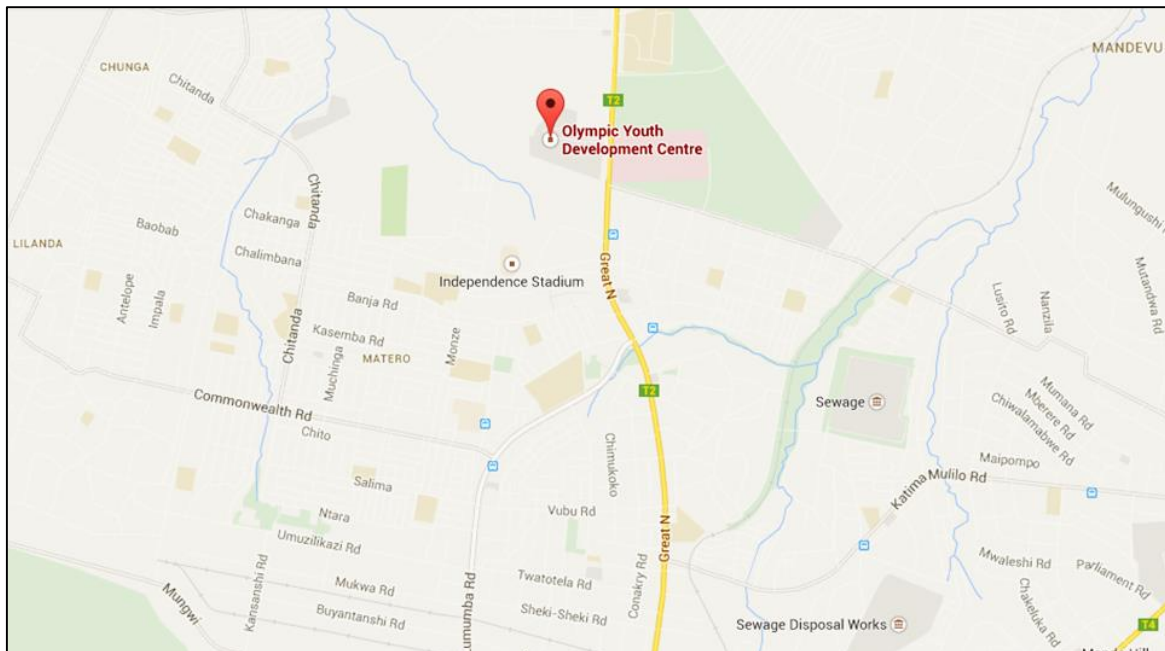 MANDEVU
CHUNGA
Chitanda
T2
Olympic Youth
Development Centre
Chitanda
Mulungushi
Chakanga
Baobab
LILANDA
Chalimbana
Great N
Independence Stadium
Mutandwa Rd
Antelope
Impala
Banja Rd
Lusito Rd
Nanzila
Kasemba Rd
Chitanda
Monze
MATERO
Muchinga
T2
Commonwealth Rd
Sewage
Mumana Rd
Mberere Rd
Chiwalamabwe Rd
Chito
Chimukoko
Maipompo
Katima Mulilo Rd
Salima
Vubu Rd
Ntara
Great N
Umuzilikazi Rd
Mwaleshi Rd
Parliament Rd
Mukwa Rd
Twatotela Rd
Conakry Rd
Kansanshi Rd
Mungwi
Lumumba Rd
Chakeluka Rd
Buyantanshi Rd
Sheki-Sheki Rd
Sewage Disposal Works
T4